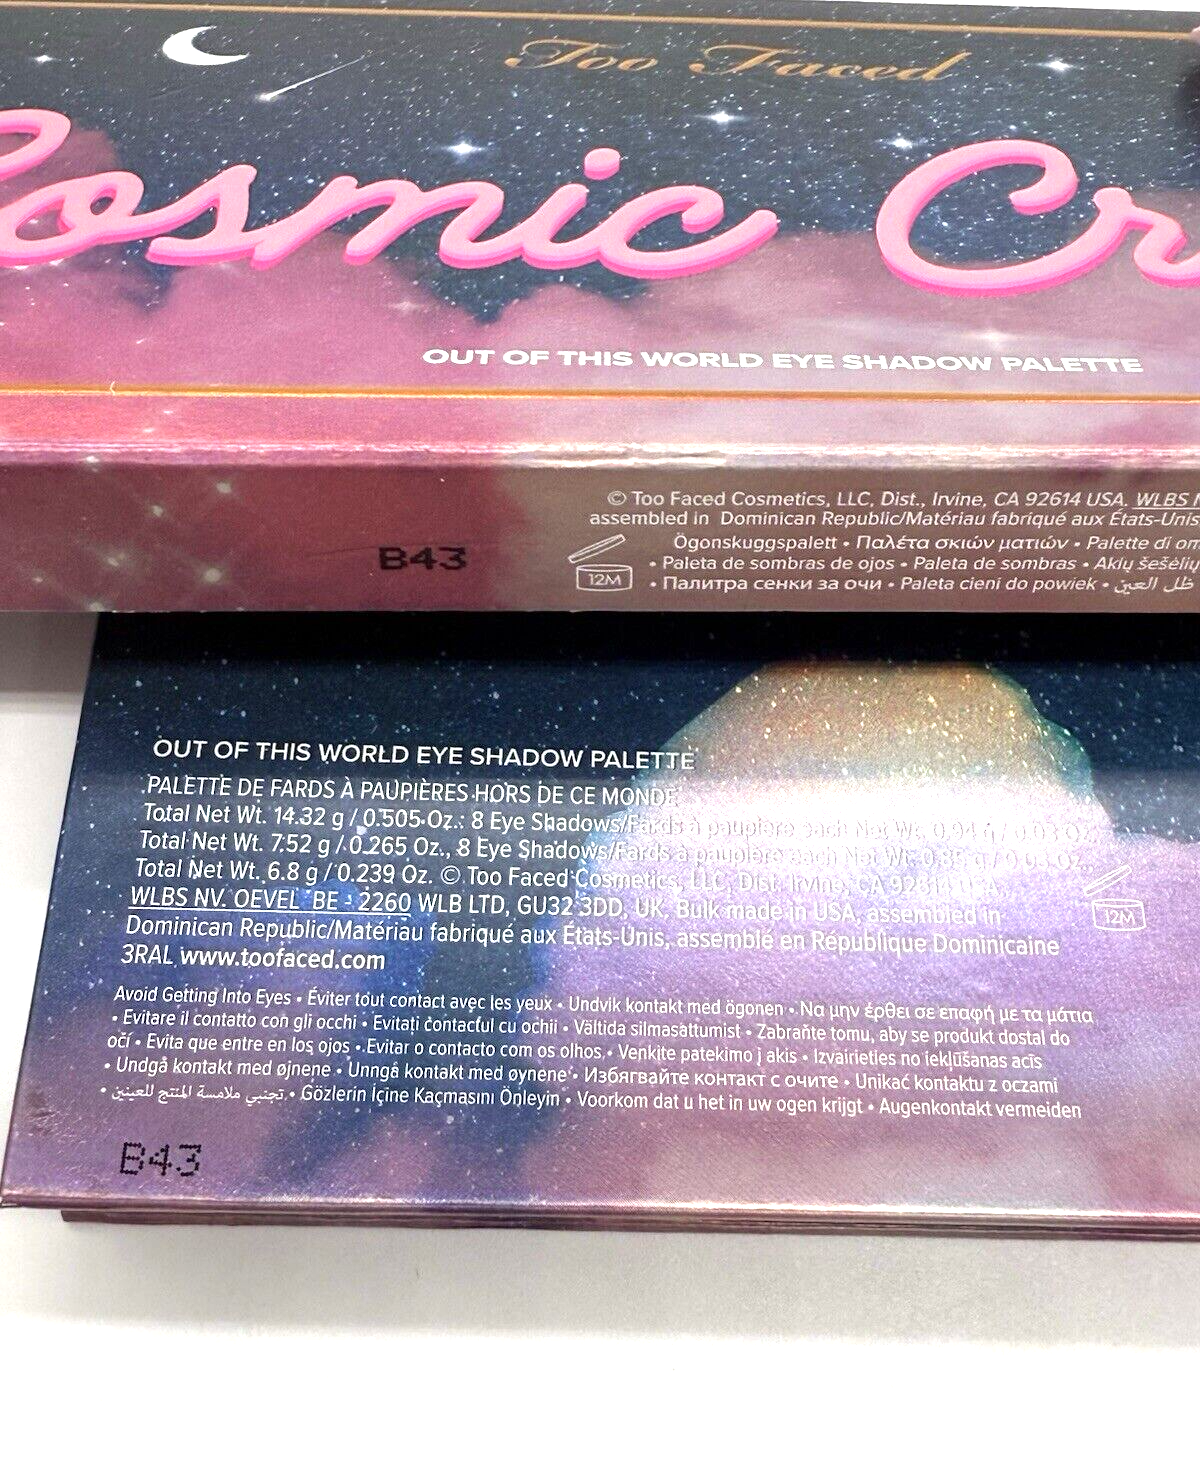 Too Faced
Cosmic Cr
OUT OF THIS WORLD EYE SHADOW PALETTE
© Too Faced Cosmetics, LLC, Dist., Irvine, CA 92614 USA. WLBS
assembled in Dominican Republic/Matériau fabriqué aux États-Unis
Ögonskuggspalett • Παλέτα σκιών ματιών • Palette di om
B43
12M
• Paleta de sombras de ojos • Paleta de sombras • Akių šešėlių
• Палитра сенки за очи • Paleta cieni do powiek • ظل العين
OUT OF THIS WORLD EYE SHADOW PALETTE
PALETTE DE FARDS À PAUPIÈRES HORS DE CE MONDE
Total Net Wt. 14.32 g / 0.505 Oz.: 8 Eye Shadows/Fards à paupière each Net Wt. 0.94 g /
Total Net Wt. 7.52 g / 0.265 Oz., 8 Eye Shadows/Fards à paupière each Net Wt.
Total Net Wt. 6.8 g / 0.239 Oz. © Too Faced Cosmetics, LLC, Dist. Irvine, CA 92614 U.S.A.
WLBS NV. OEVEL BE - 2260 WLB LTD, GU32 3DD, UK. Bulk made in USA, assembled in
Dominican Republic/Matériau fabriqué aux États-Unis, assemblé en République Dominicaine
3RAL www.toofaced.com
12M
Avoid Getting Into Eyes • Éviter tout contact avec les yeux • Undvik kontakt med ögonen • Να μην έρθει σε επαφή με τα μάτια
• Evitare il contatto con gli occhi • Evitați contactul cu ochii • Vältida silmasattumist • Zabraňte tomu, aby se produkt dostal do
očí • Evita que entre en los ojos • Evitar o contacto com os olhos • Venkite patekimo į akis • Izvairieties no iekļūšanas acīs
• Undgå kontakt med øjnene • Unngå kontakt med øynene • Избягвайте контакт с очите • Unikać kontaktu z oczami
• تجنبي ملامسة المنتج للعينين • Gözlerin İçine Kaçmasını Önleyin • Voorkom dat u het in uw ogen krijgt • Augenkontakt vermeiden
B43